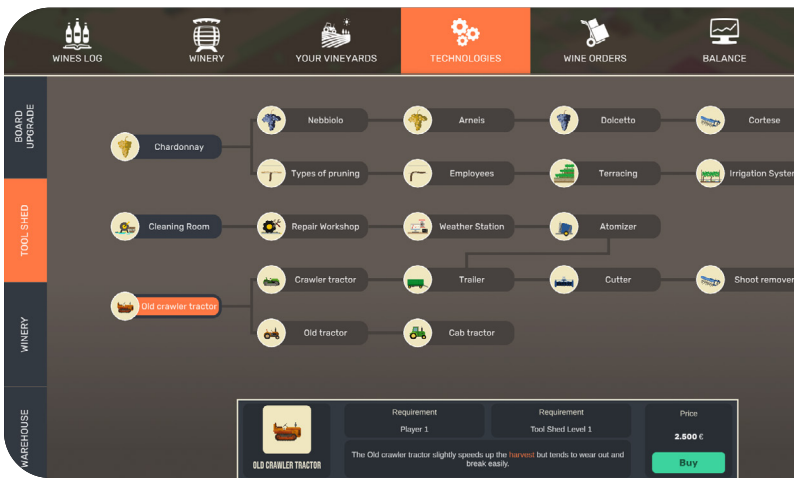 WINES LOG
WINERY
YOUR VINEYARDS
TECHNOLOGIES
WINE ORDERS
BALANCE
BOARD
UPGRADE
TOOL SHED
WINERY
WAREHOUSE
Nebbiolo
Arneis
Dolcetto
Cortese
Chardonnay
Types of pruning
Employees
Terracing
Irrigation System
Cleaning Room
Repair Workshop
Weather Station
Atomizer
Crawler tractor
Trailer
Cutter
Shoot remover
Old crawler tractor
Old tractor
Cab tractor
OLD CRAWLER TRACTOR
Requirement
Player 1
Requirement
Tool Shed Level 1
The Old crawler tractor slightly speeds up the harvest but tends to wear out and
break easily.
Price
2.500 €
Buy